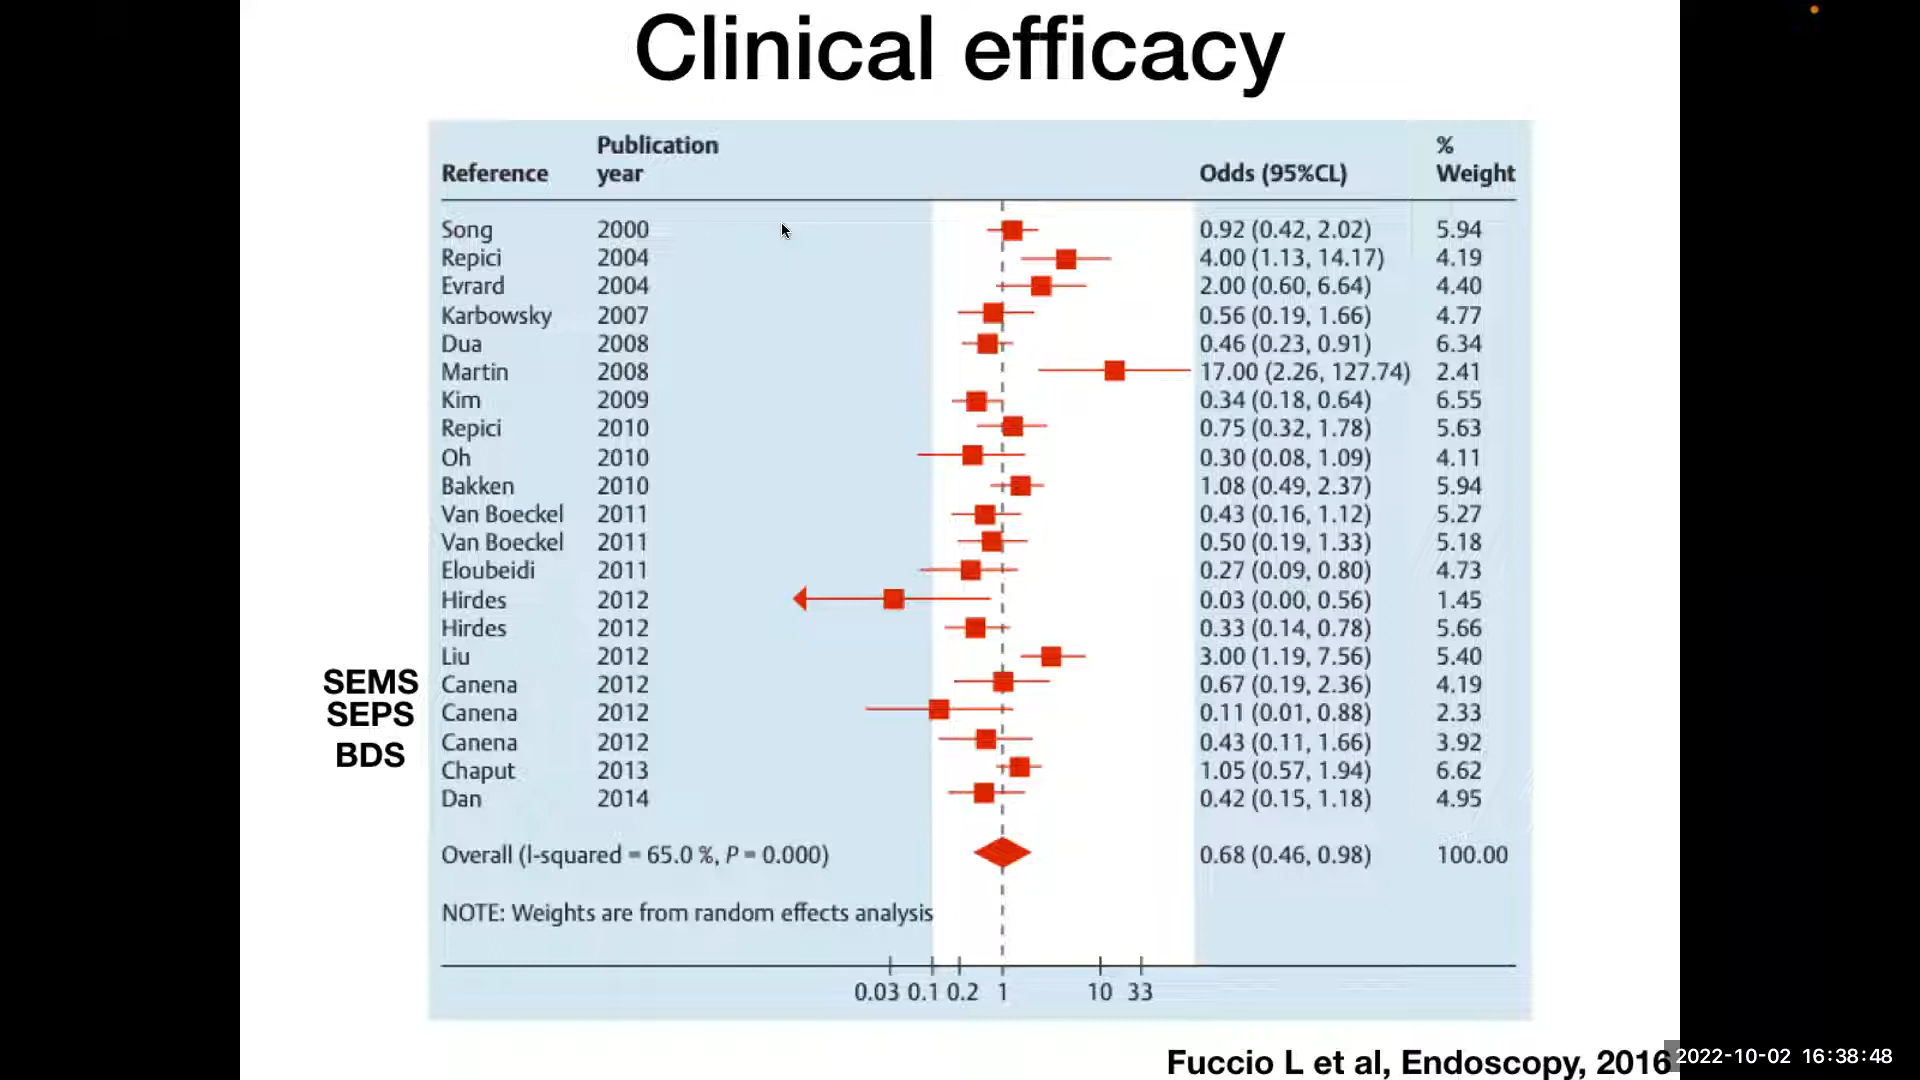 Clinical efficacy
Publication %
Reference year Odds (95%CL) Weight
Song 2000 0.92 (0.42, 2.02) 5.94
Repici 2004 4.00 (1.13, 14.17) 4.19
Evrard 2004 2.00 (0.60, 6.64) 4.40
Karbowsky 2007 0.56 (0.19, 1.66) 4.77
Dua 2008 0.46 (0.23, 0.91) 6.34
Martin 2008 17.00 (2.26, 127.74) 2.41
Kim 2009 0.34 (0.18, 0.64) 6.55
Repici 2010 0.75 (0.32, 1.78) 5.63
Oh 2010 0.30 (0.08, 1.09) 4.11
Bakken 2010 1.08 (0.49, 2.37) 5.94
Van Boeckel 2011 0.43 (0.16, 1.12) 5.27
Van Boeckel 2011 0.50 (0.19, 1.33) 5.18
Eloubeidi 2011 0.27 (0.09, 0.80) 4.73
Hirdes 2012 0.03 (0.00, 0.56) 1.45
Hirdes 2012 0.33 (0.14, 0.78) 5.66
Liu 2012 3.00 (1.19, 7.56) 5.40
SEMS Canena 2012 0.67 (0.19, 2.36) 4.19
SEPS Canena 2012 0.11 (0.01, 0.88) 2.33
BDS Canena 2012 0.43 (0.11, 1.66) 3.92
Chaput 2013 1.05 (0.57, 1.94) 6.62
Dan 2014 0.42 (0.15, 1.18) 4.95
Overall (I-squared = 65.0 %, P = 0.000) 0.68 (0.46, 0.98) 100.00
NOTE: Weights are from random effects analysis
0.03 0.1 0.2 1 10 33
Fuccio L et al, Endoscopy, 2016
2022-10-02 16:38:48